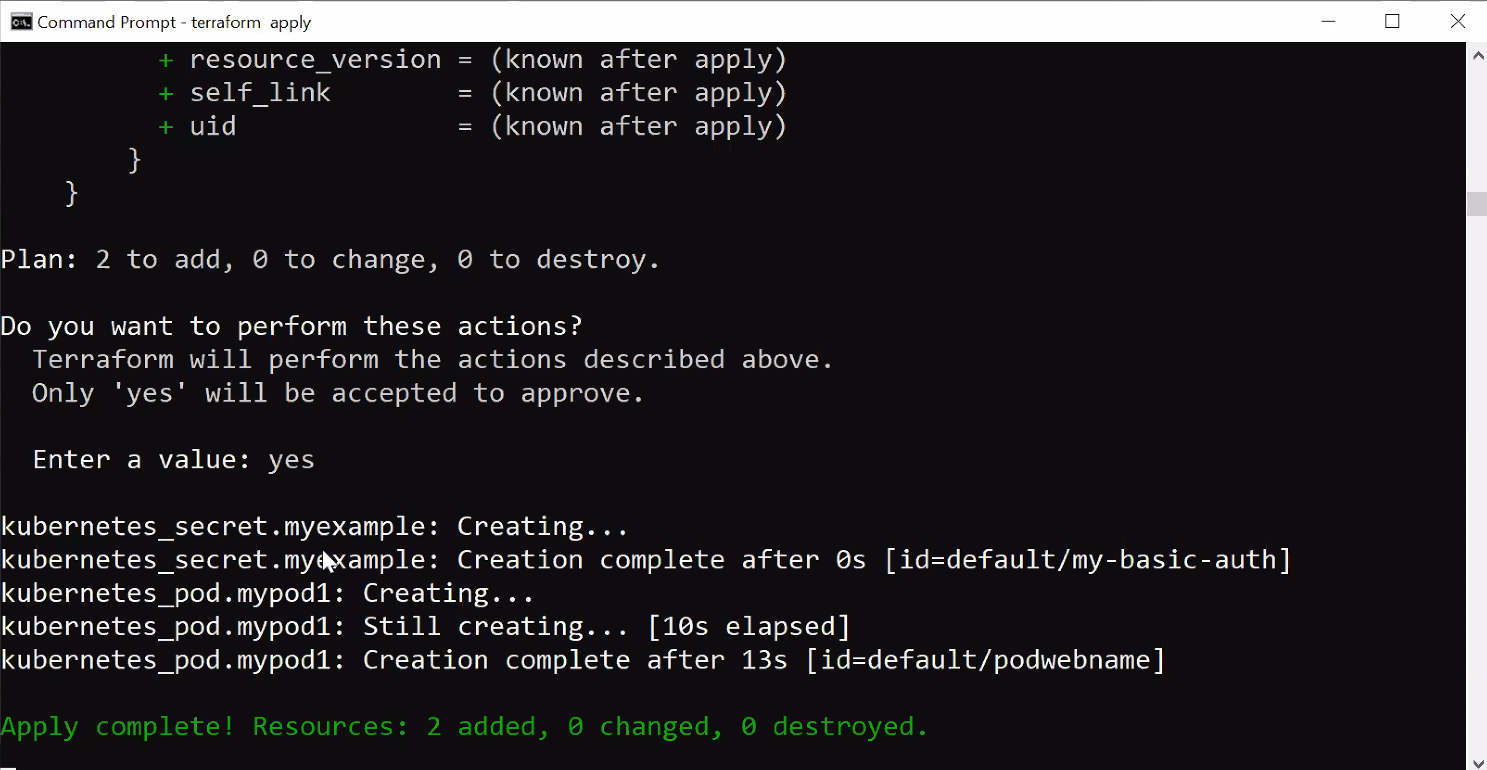 Command Prompt - terraform  apply
+ resource_version = (known after apply)
+ self_link        = (known after apply)
+ uid              = (known after apply)
}
}
Plan: 2 to add, 0 to change, 0 to destroy.
Do you want to perform these actions?
Terraform will perform the actions described above.
Only 'yes' will be accepted to approve.
Enter a value: yes
kubernetes_secret.myexample: Creating...
kubernetes_secret.myexample: Creation complete after 0s [id=default/my-basic-auth]
kubernetes_pod.mypod1: Creating...
kubernetes_pod.mypod1: Still creating... [10s elapsed]
kubernetes_pod.mypod1: Creation complete after 13s [id=default/podwebname]
Apply complete! Resources: 2 added, 0 changed, 0 destroyed.